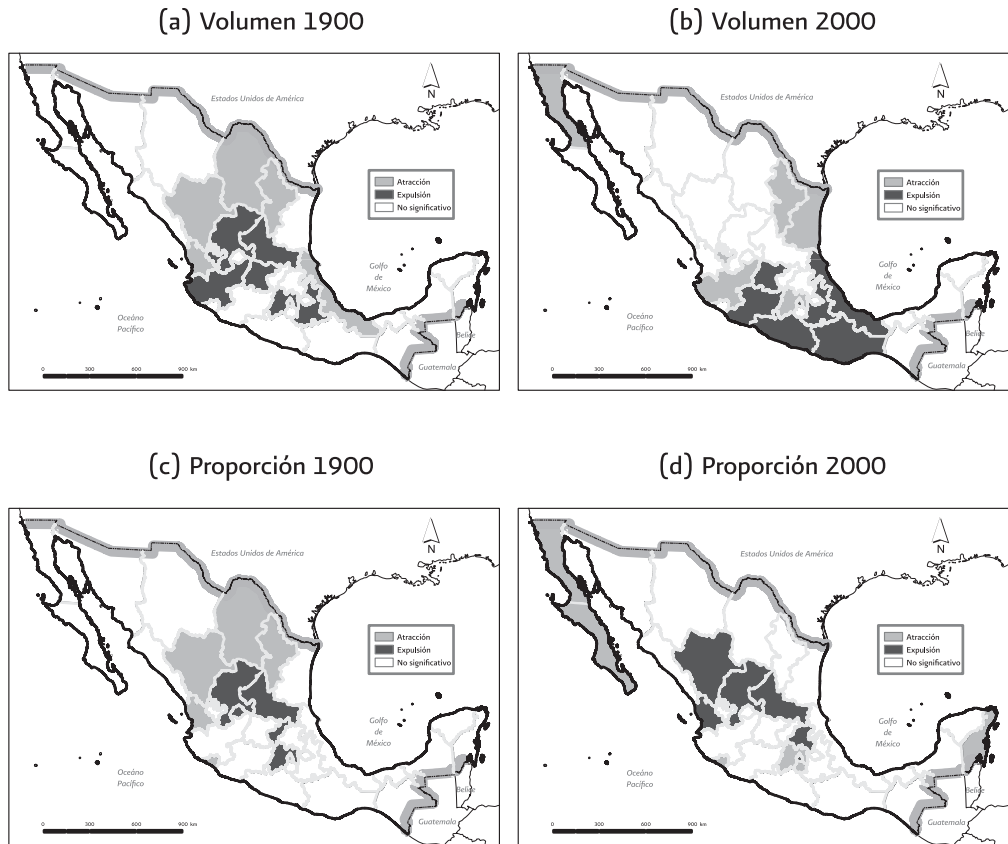 (a) Volumen 1900
N
Estados Unidos de América
Atracción
Expulsión
No significativo
Golfo
de
México
Océano
Pacífico
Belice
Guatemala
0 300 600 900 km
(b) Volumen 2000
N
Estados Unidos de América
Atracción
Expulsión
No significativo
Golfo
de
México
Océano
Pacífico
Belice
Guatemala
0 300 600 900 km
(c) Proporción 1900
N
Estados Unidos de América
Atracción
Expulsión
No significativo
Golfo
de
México
Océano
Pacífico
Belice
Guatemala
0 300 600 900 km
(d) Proporción 2000
N
Estados Unidos de América
Atracción
Expulsión
No significativo
Golfo
de
México
Océano
Pacífico
Belice
Guatemala
0 300 600 900 km